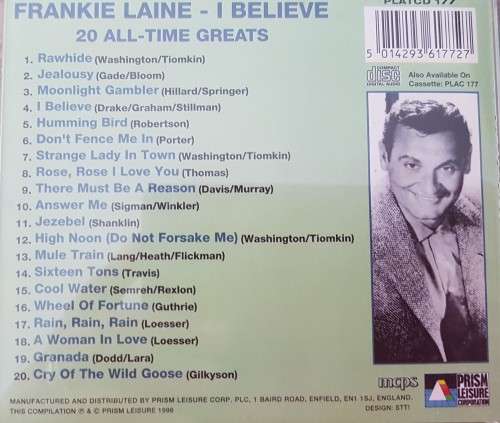 FRANKIE LAINE - I BELIEVE
20 ALL-TIME GREATS
1. Rawhide (Washington/Tiomkin)
2. Jealousy (Gade/Bloom)
3. Moonlight Gambler (Hillard/Springer)
4. I Believe (Drake/Graham/Stillman)
5. Humming Bird (Robertson)
6. Don't Fence Me In (Porter)
7. Strange Lady In Town (Washington/Tiomkin)
8. Rose, Rose I Love You (Thomas)
9. There Must Be A Reason (Davis/Murray)
10. Answer Me (Sigman/Winkler)
11. Jezebel (Shanklin)
12. High Noon (Do Not Forsake Me) (Washington/Tiomkin)
13. Mule Train (Lang/Heath/Flickman)
14. Sixteen Tons (Travis)
15. Cool Water (Semreh/Rexlon)
16. Wheel Of Fortune (Guthrie)
17. Rain, Rain, Rain (Loesser)
18. A Woman In Love (Loesser)
19. Granada (Dodd/Lara)
20. Cry Of The Wild Goose (Gilkyson)
PLATCD 177
5 014293 617727
COMPACT
disc
DIGITAL AUDIO
Also Available On
Cassette: PLAC 177
MANUFACTURED AND DISTRIBUTED BY PRISM LEISURE CORP. PLC, 1 BAIRD ROAD, ENFIELD, EN1 1SJ, ENGLAND.
THIS COMPILATION ℗ & © PRISM LEISURE 1996
DESIGN: STTI
mcps
PRISM
LEISURE
CORPORATION